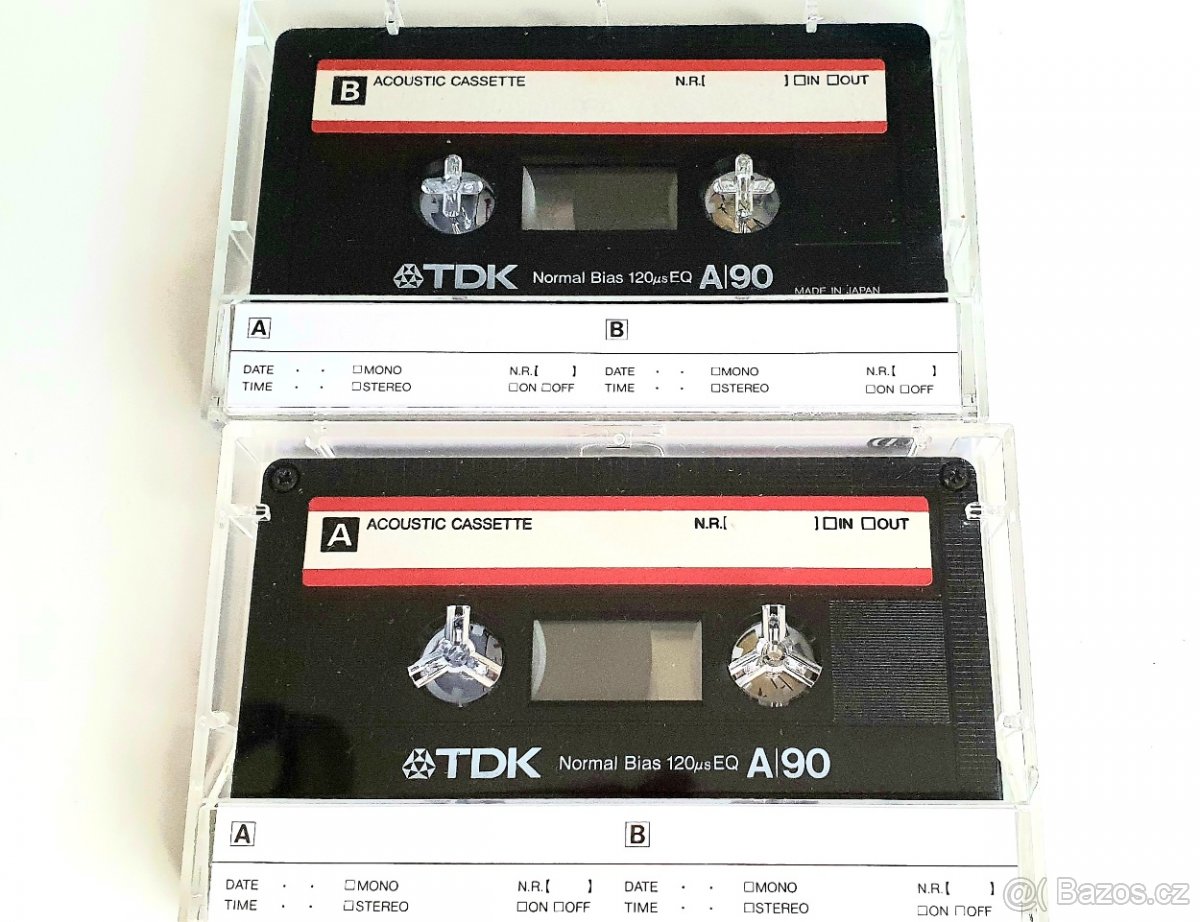 B ACOUSTIC CASSETTE N.R.[ ] □IN □OUT
TDK Normal Bias 120μs EQ A|90
MADE IN JAPAN
A B
DATE . . □MONO N.R.[ ] DATE . . □MONO N.R.[ ]
TIME . . □STEREO □ON □OFF TIME . . □STEREO □ON □OFF
A ACOUSTIC CASSETTE N.R.[ ] □IN □OUT
TDK Normal Bias 120μs EQ A|90
A B
DATE . . □MONO N.R.[ ] DATE . . □MONO N.R.[ ]
TIME . . □STEREO □ON □OFF TIME . . □STEREO □ON □OFF
@( Bazos.cz